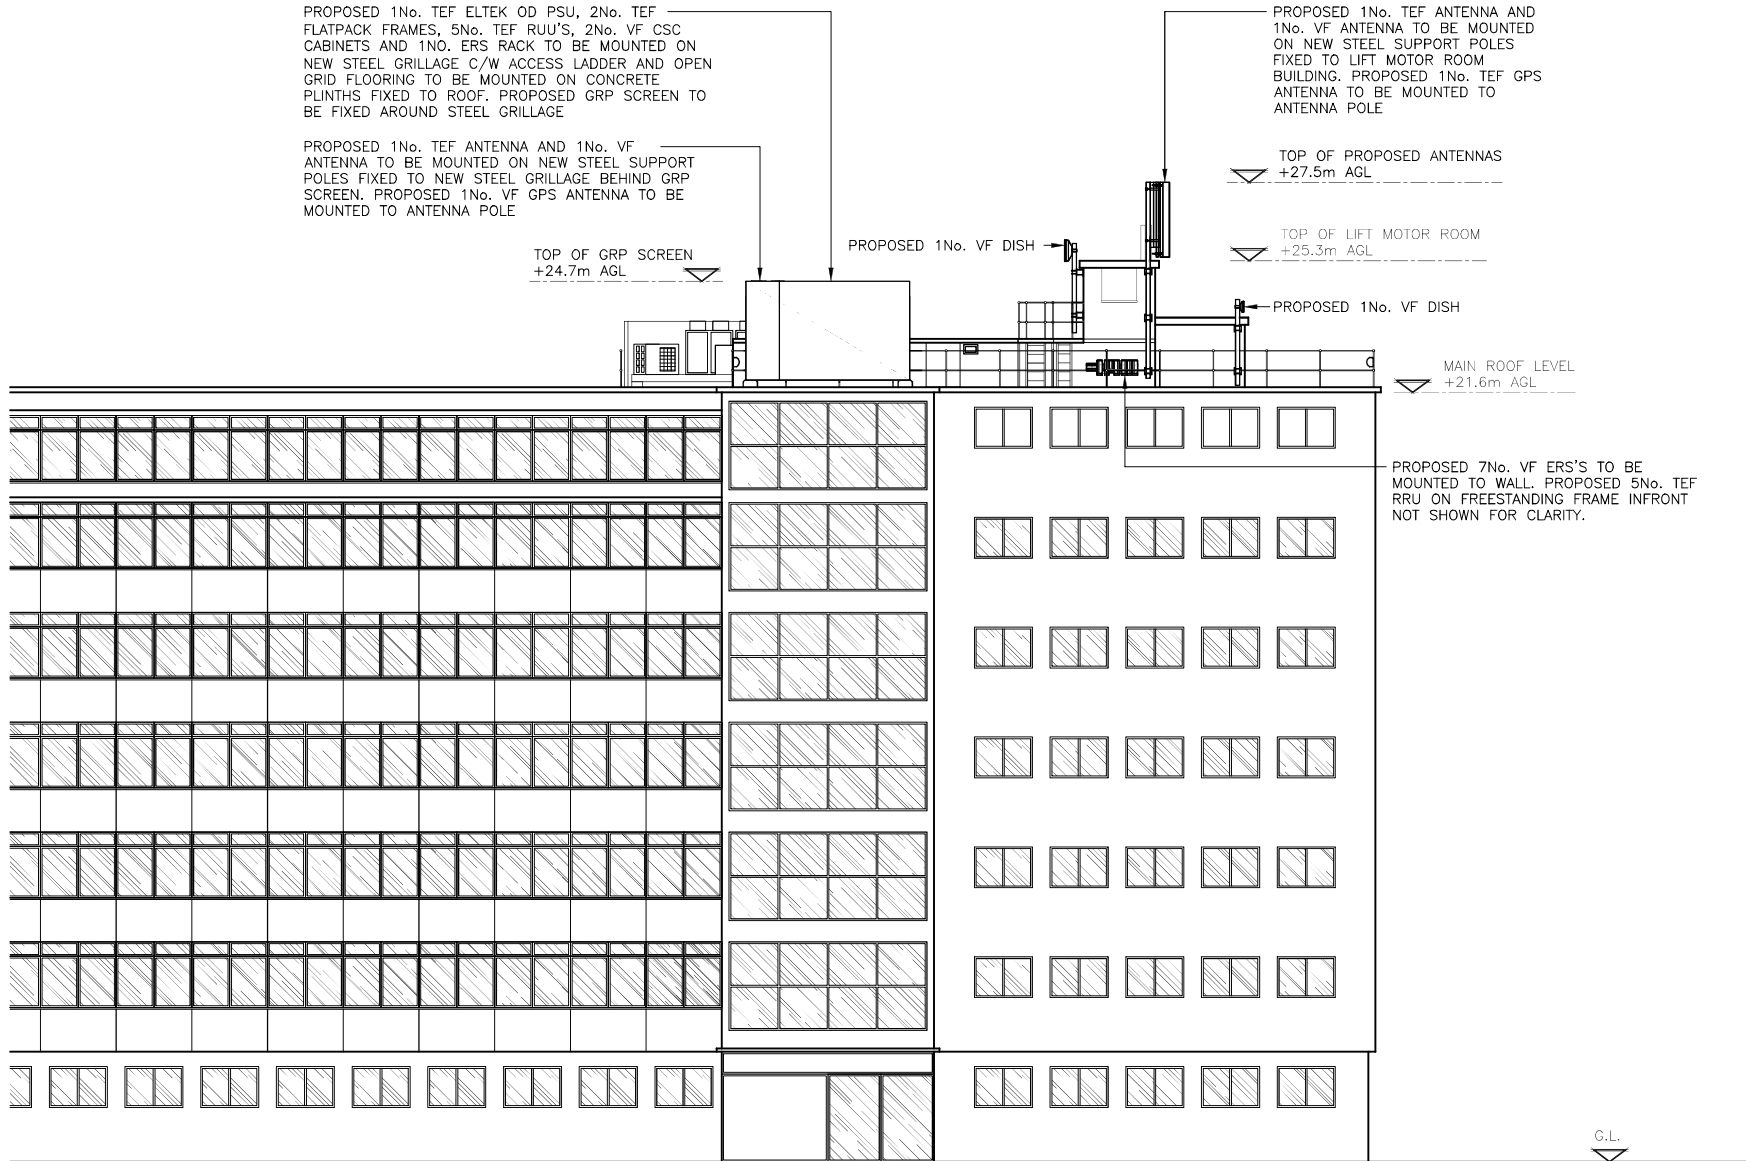 PROPOSED 1No. TEF ELTEK OD PSU, 2No. TEF
FLATPACK FRAMES, 5No. TEF RUU'S, 2No. VF CSC
CABINETS AND 1NO. ERS RACK TO BE MOUNTED ON
NEW STEEL GRILLAGE C/W ACCESS LADDER AND OPEN
GRID FLOORING TO BE MOUNTED ON CONCRETE
PLINTHS FIXED TO ROOF. PROPOSED GRP SCREEN TO
BE FIXED AROUND STEEL GRILLAGE
PROPOSED 1No. TEF ANTENNA AND 1No. VF
ANTENNA TO BE MOUNTED ON NEW STEEL SUPPORT
POLES FIXED TO NEW STEEL GRILLAGE BEHIND GRP
SCREEN. PROPOSED 1No. VF GPS ANTENNA TO BE
MOUNTED TO ANTENNA POLE
TOP OF GRP SCREEN
+24.7m AGL
PROPOSED 1No. VF DISH
PROPOSED 1No. TEF ANTENNA AND
1No. VF ANTENNA TO BE MOUNTED
ON NEW STEEL SUPPORT POLES
FIXED TO LIFT MOTOR ROOM
BUILDING. PROPOSED 1No. TEF GPS
ANTENNA TO BE MOUNTED TO
ANTENNA POLE
TOP OF PROPOSED ANTENNAS
+27.5m AGL
TOP OF LIFT MOTOR ROOM
+25.3m AGL
PROPOSED 1No. VF DISH
MAIN ROOF LEVEL
+21.6m AGL
PROPOSED 7No. VF ERS'S TO BE
MOUNTED TO WALL. PROPOSED 5No. TEF
RRU ON FREESTANDING FRAME INFRONT
NOT SHOWN FOR CLARITY.
G.L.